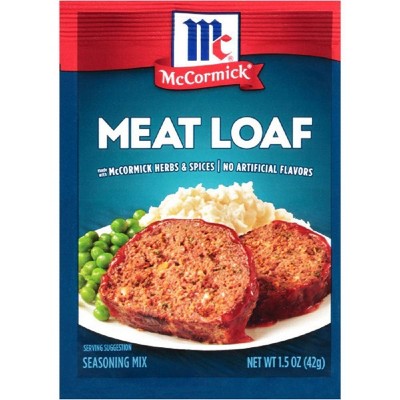 Mc
McCormick®
MEAT LOAF
made with McCORMICK HERBS & SPICES | NO ARTIFICIAL FLAVORS
SERVING SUGGESTION
SEASONING MIX
NET WT 1.5 OZ (42g)